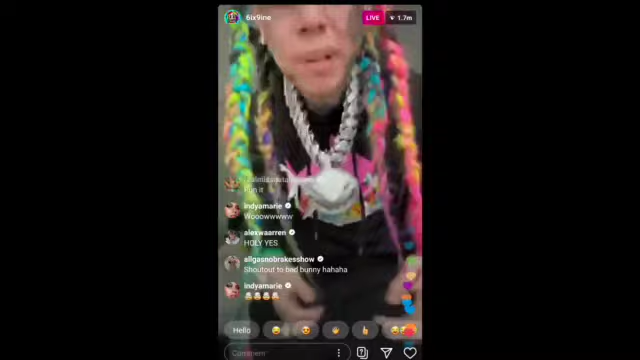 6ix9ine
LIVE
1.7m
Run it
indyamarie
Wooowwwww
alexwaarren
HOLY YES
allgasnobrakesshow
Shoutout to bad bunny hahaha
indyamarie
Hello
Comment